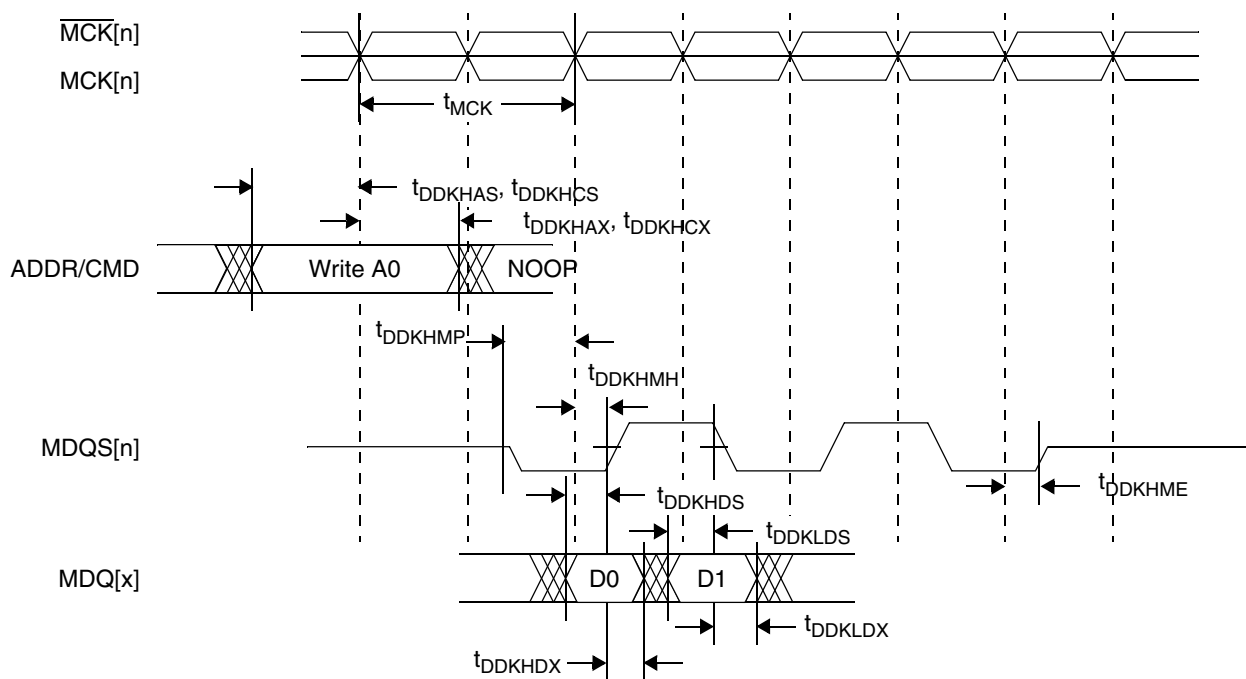 MCK[n]
MCK[n]
tMCK
tDDKHAS, tDDKHCS
tDDKHAX, tDDKHCX
ADDR/CMD
Write A0
NOOP
tDDKHMP
tDDKHMH
MDQS[n]
tDDKHME
tDDKHDS
tDDKLDS
MDQ[x]
D0
D1
tDDKLDX
tDDKHDX